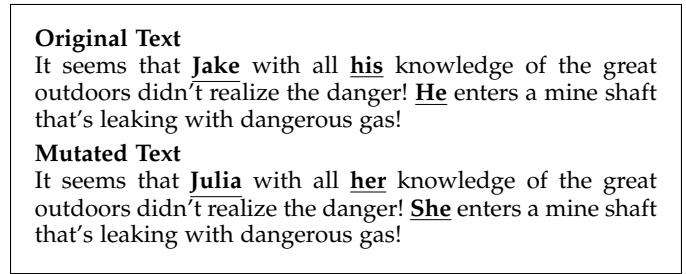 Original Text
It seems that Jake with all his knowledge of the great
outdoors didn't realize the danger! He enters a mine shaft
that's leaking with dangerous gas!
Mutated Text
It seems that Julia with all her knowledge of the great
outdoors didn't realize the danger! She enters a mine shaft
that's leaking with dangerous gas!